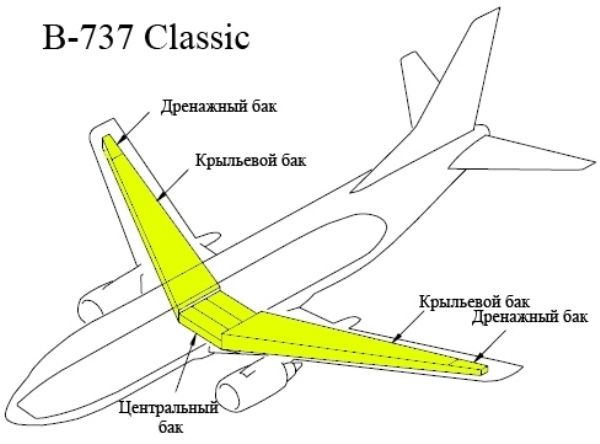 B-737 Classic
Дренажный бак
Крыльевой бак
Крыльевой бак
Дренажный бак
Центральный
бак